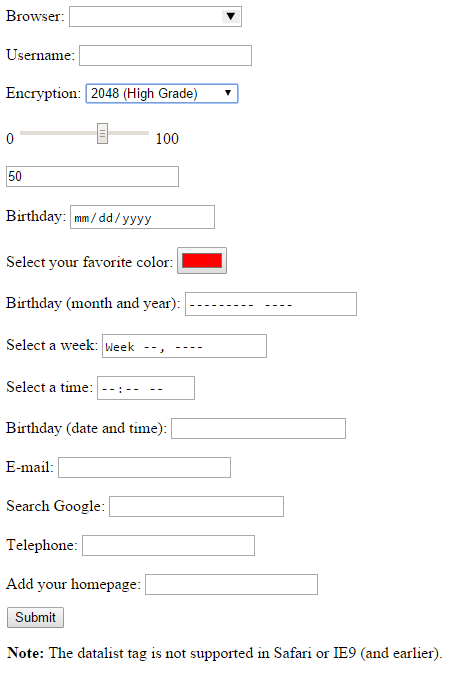 Browser:
Username:
Encryption: 2048 (High Grade)
0 100
50
Birthday: mm/dd/yyyy
Select your favorite color:
Birthday (month and year): --------- ----
Select a week: Week --, ----
Select a time: --:-- --
Birthday (date and time):
E-mail:
Search Google:
Telephone:
Add your homepage:
Submit
Note: The datalist tag is not supported in Safari or IE9 (and earlier).